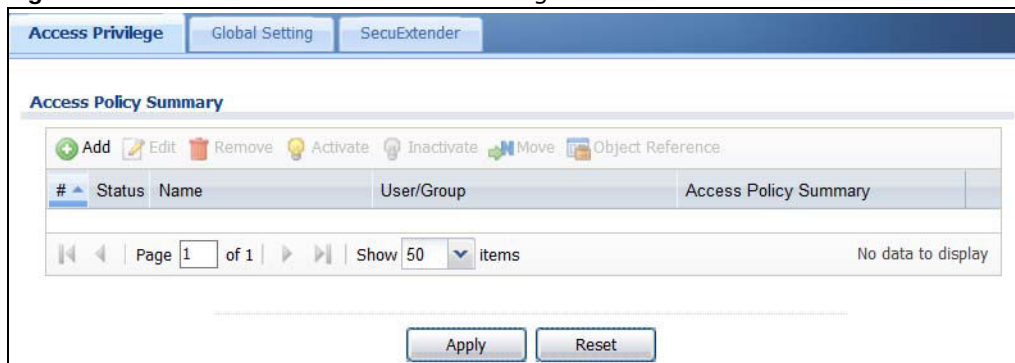 Access Privilege Global Setting SecuExtender
Access Policy Summary
Add Edit Remove Activate Inactivate Move Object Reference
# Status Name User/Group Access Policy Summary
Page 1 of 1 Show 50 items No data to display
Apply Reset